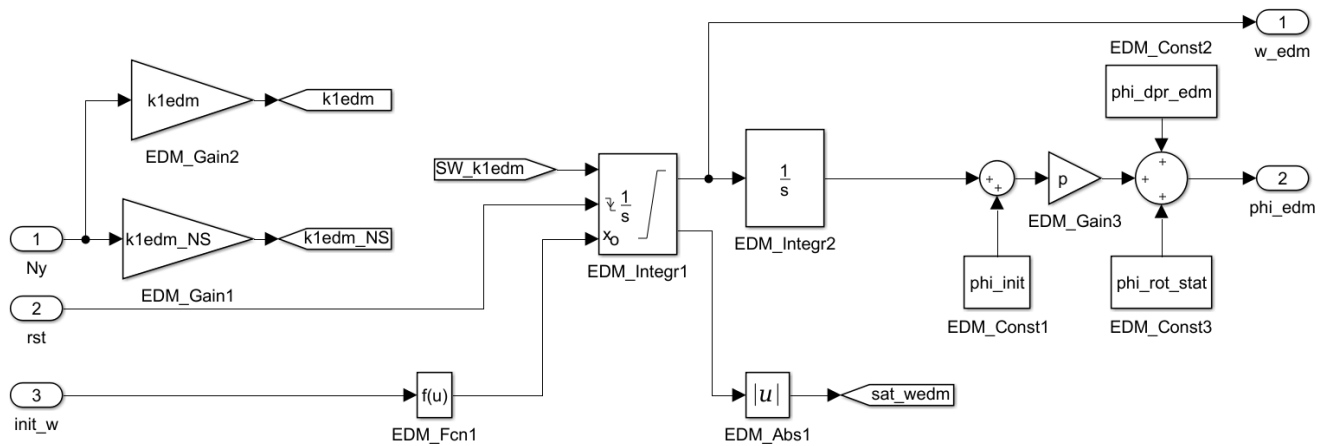 1
w_edm
EDM_Const2
phi_dpr_edm
k1edm
k1edm
EDM_Gain2
SW_k1edm
1
s
1
s
xo
p
+
+
+
+
+
2
phi_edm
EDM_Gain3
EDM_Integr2
EDM_Integr1
k1edm_NS
k1edm_NS
1
Ny
EDM_Gain1
phi_init
phi_rot_stat
EDM_Const1
EDM_Const3
2
rst
3
init_w
f(u)
EDM_Fcn1
|u|
sat_wedm
EDM_Abs1